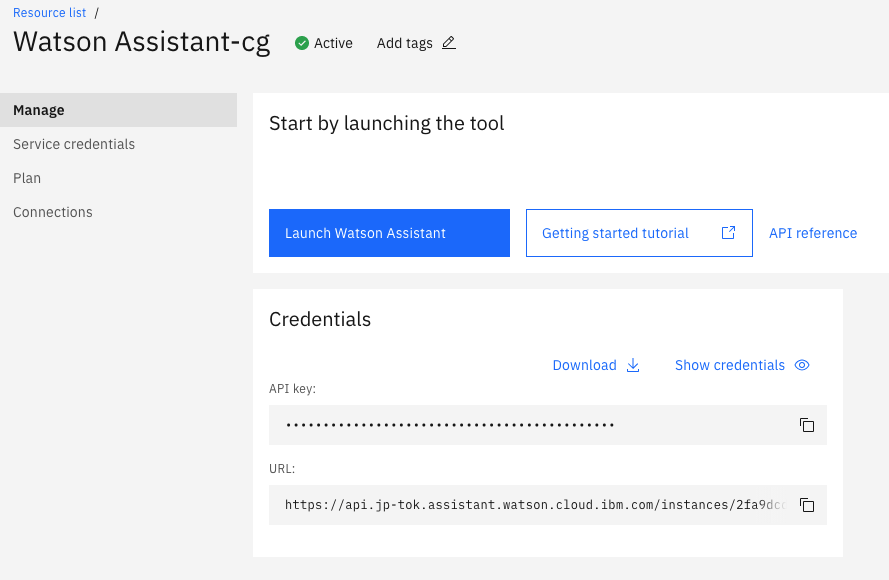 Resource list /
Watson Assistant-cg Active Add tags
Manage
Service credentials
Plan
Connections
Start by launching the tool
Launch Watson Assistant Getting started tutorial API reference
Credentials
Download Show credentials
API key:
••••••••••••••••••••••••••••••••••••••••••••
URL:
https://api.jp-tok.assistant.watson.cloud.ibm.com/instances/2fa9dc